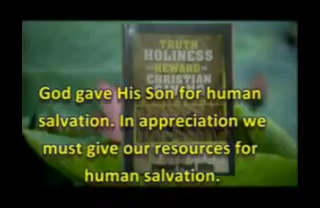 TRUTH
HOLINESS
REWARD
CHRISTIAN
God gave His Son for human
salvation. In appreciation we
must give our resources for
human salvation.